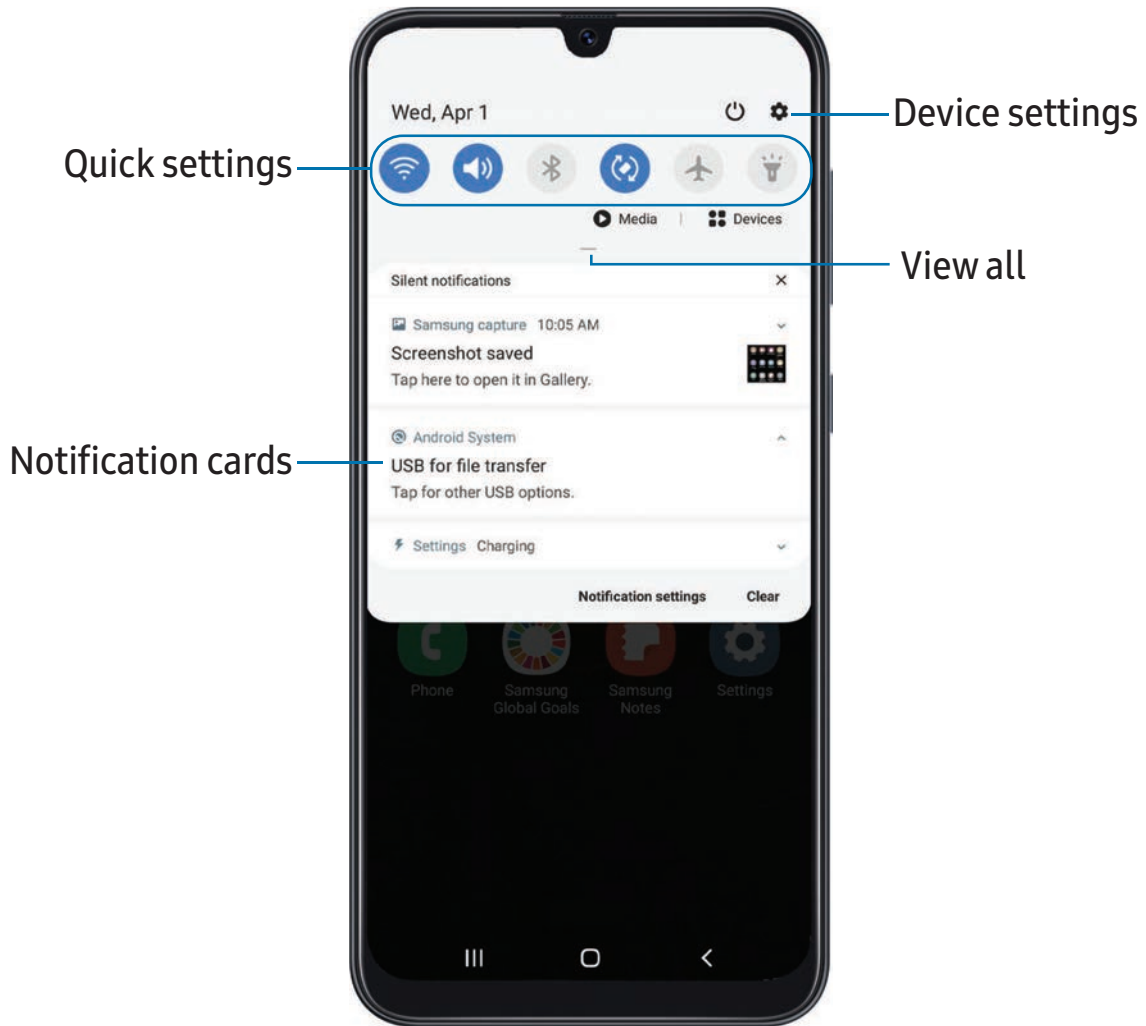 Wed, Apr 1
Device settings
Quick settings
Media | Devices
View all
Silent notifications
Samsung capture 10:05 AM
Screenshot saved
Tap here to open it in Gallery.
Android System
Notification cards
USB for file transfer
Tap for other USB options.
Settings Charging
Notification settings Clear
Phone
Samsung
Global Goals
Samsung
Notes
Settings